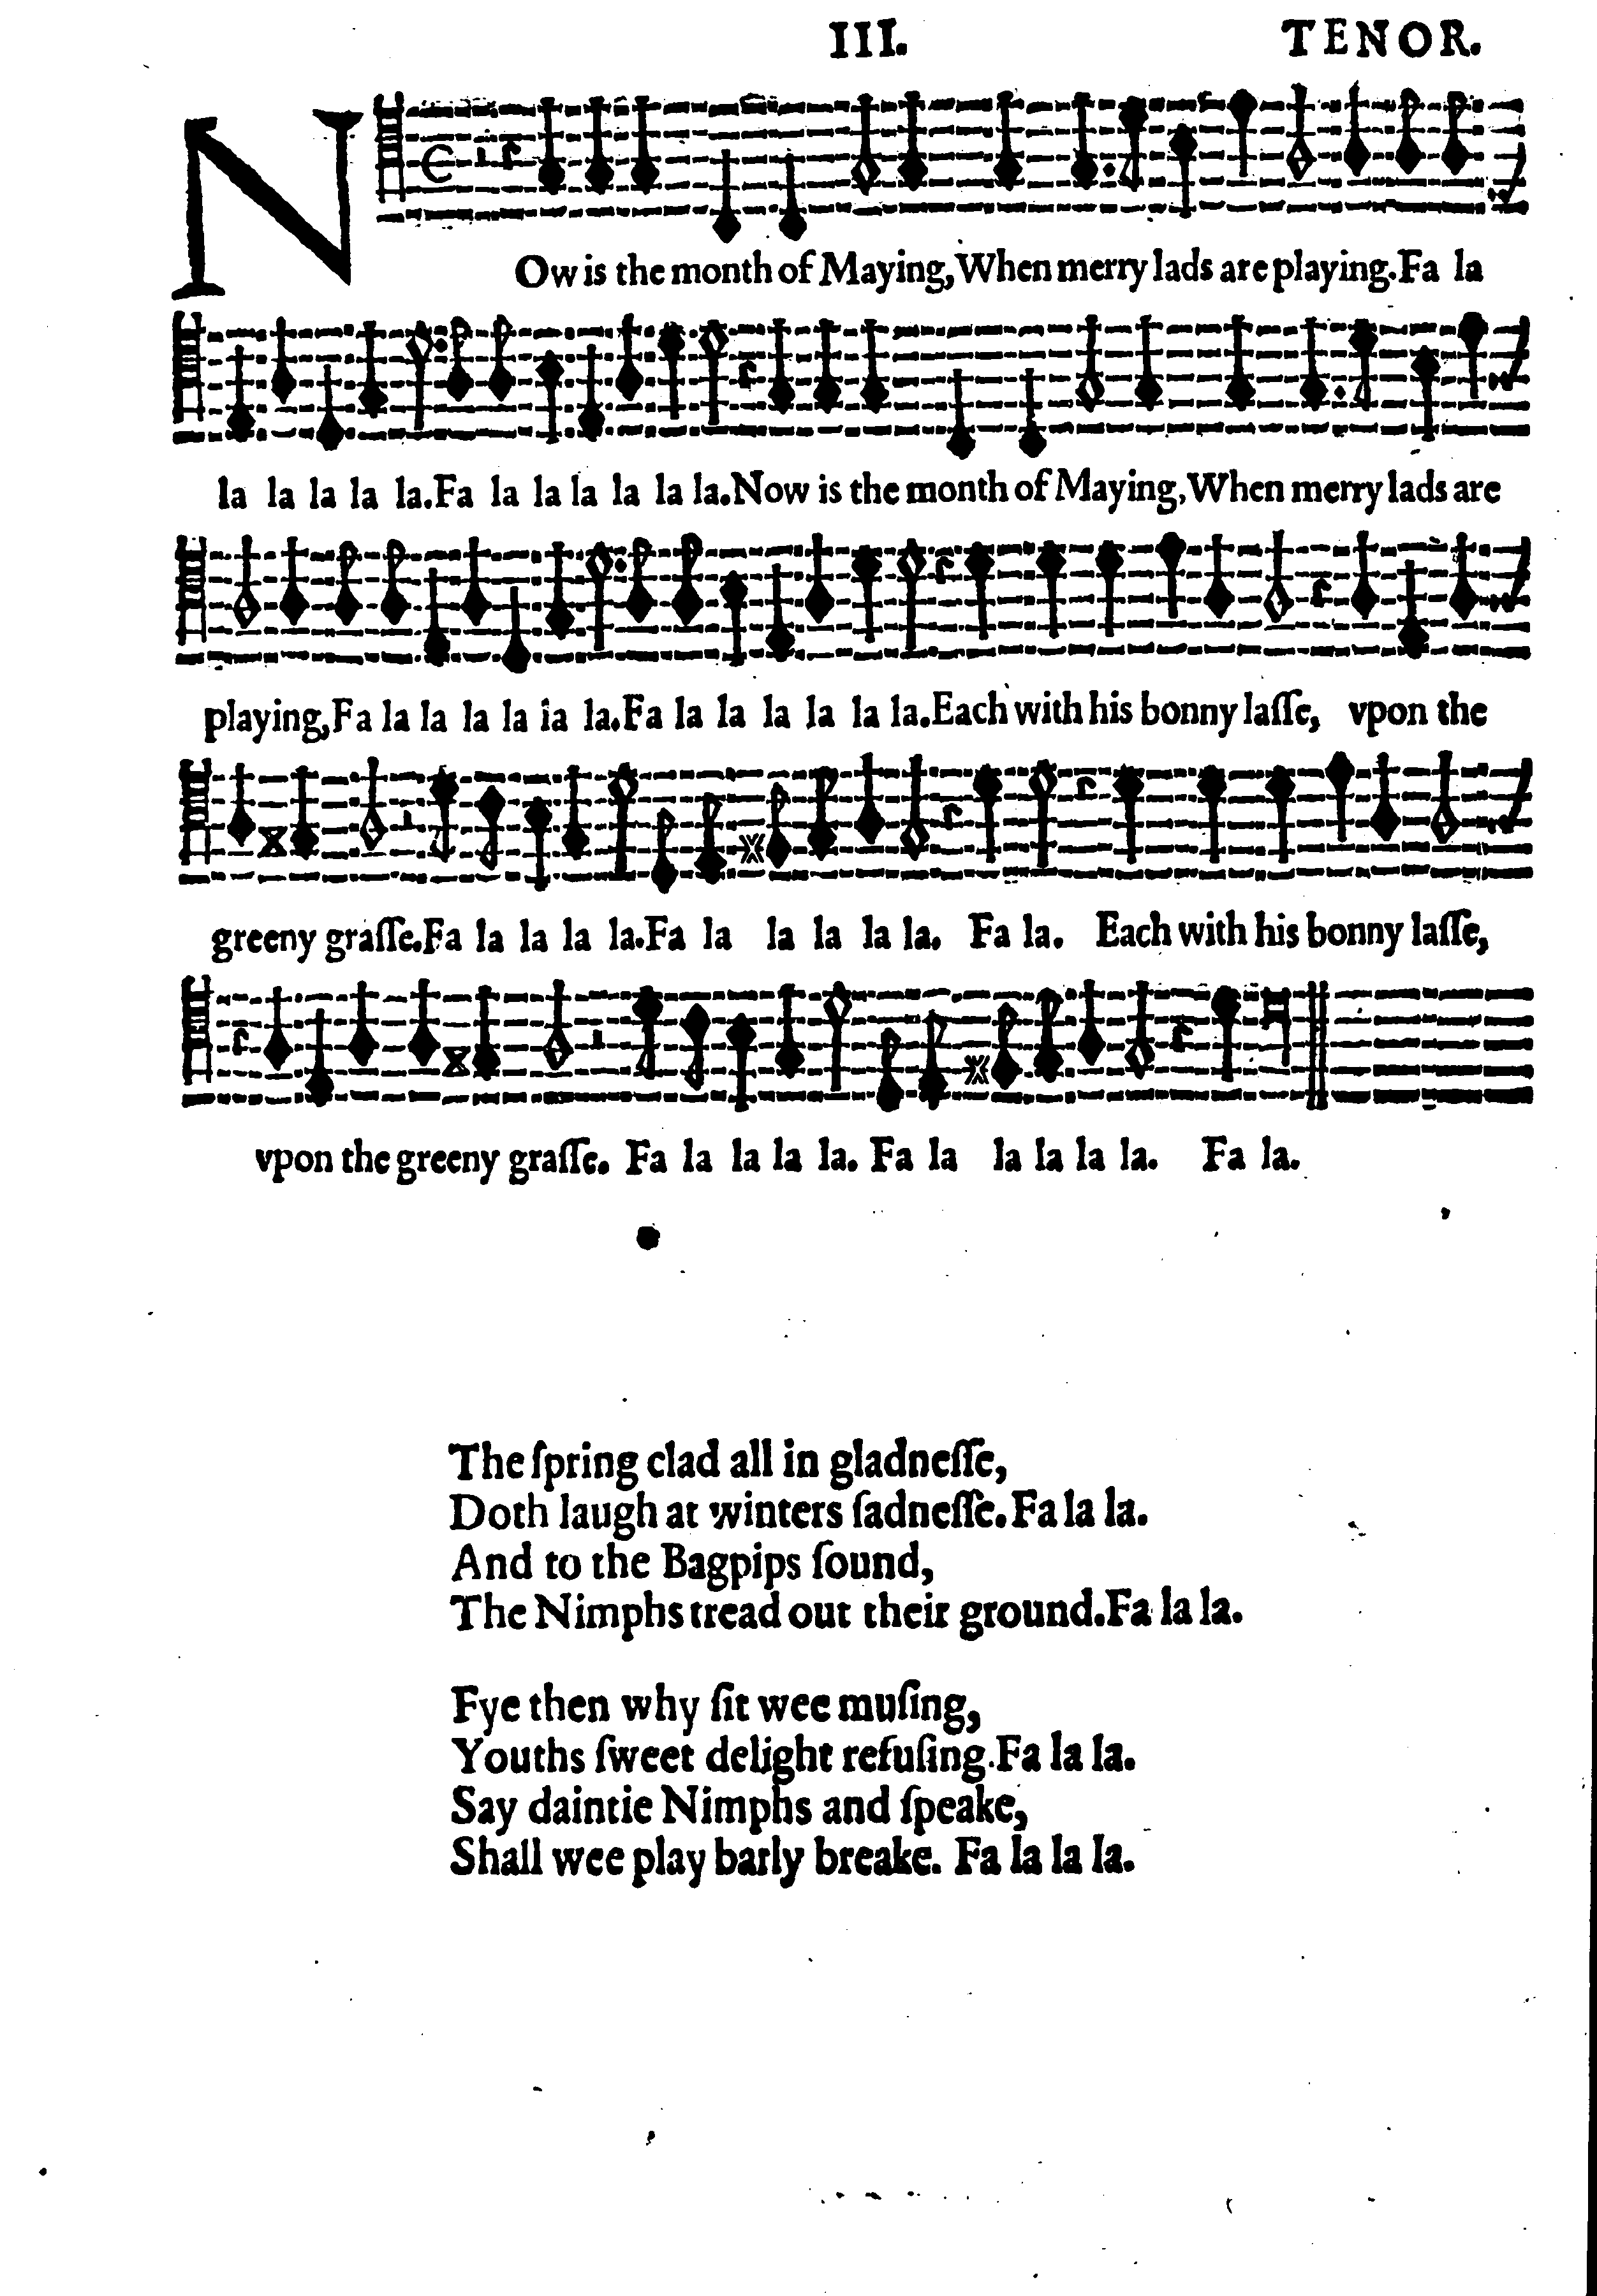 III. TENOR.
NOw is the month of Maying, When merry lads are playing. Fa la
la la la la la. Fa la la la la la la. Now is the month of Maying, When merry lads are
playing, Fa la la la la la la. Fa la la la la la la. Each with his bonny laſſe, vpon the
greeny graſſe. Fa la la la la. Fa la la la la la. Fa la. Each with his bonny laſſe,
vpon the greeny graſſe. Fa la la la la. Fa la la la la la. Fa la.
The ſpring clad all in gladneſſe,
Doth laugh at winters ſadneſſe. Fa la la.
And to the Bagpips ſound,
The Nimphs tread out their ground. Fa la la.
Fye then why ſit wee muſing,
Youths ſweet delight refuſing. Fa la la.
Say daintie Nimphs and ſpeake,
Shall wee play barly breake. Fa la la la.